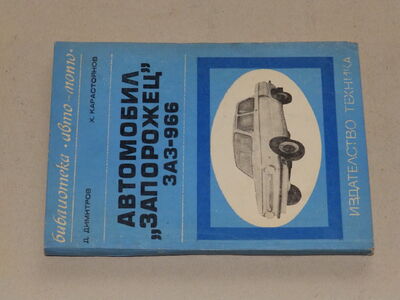 библиотека • авто-мото •
Д. ДИМИТРОВ Х. КАРАСТОЯНОВ
АВТОМОБИЛ
„ЗАПОРОЖЕЦ”
ЗАЗ-966
ИЗДАТЕЛСТВО ТЕХНИКА